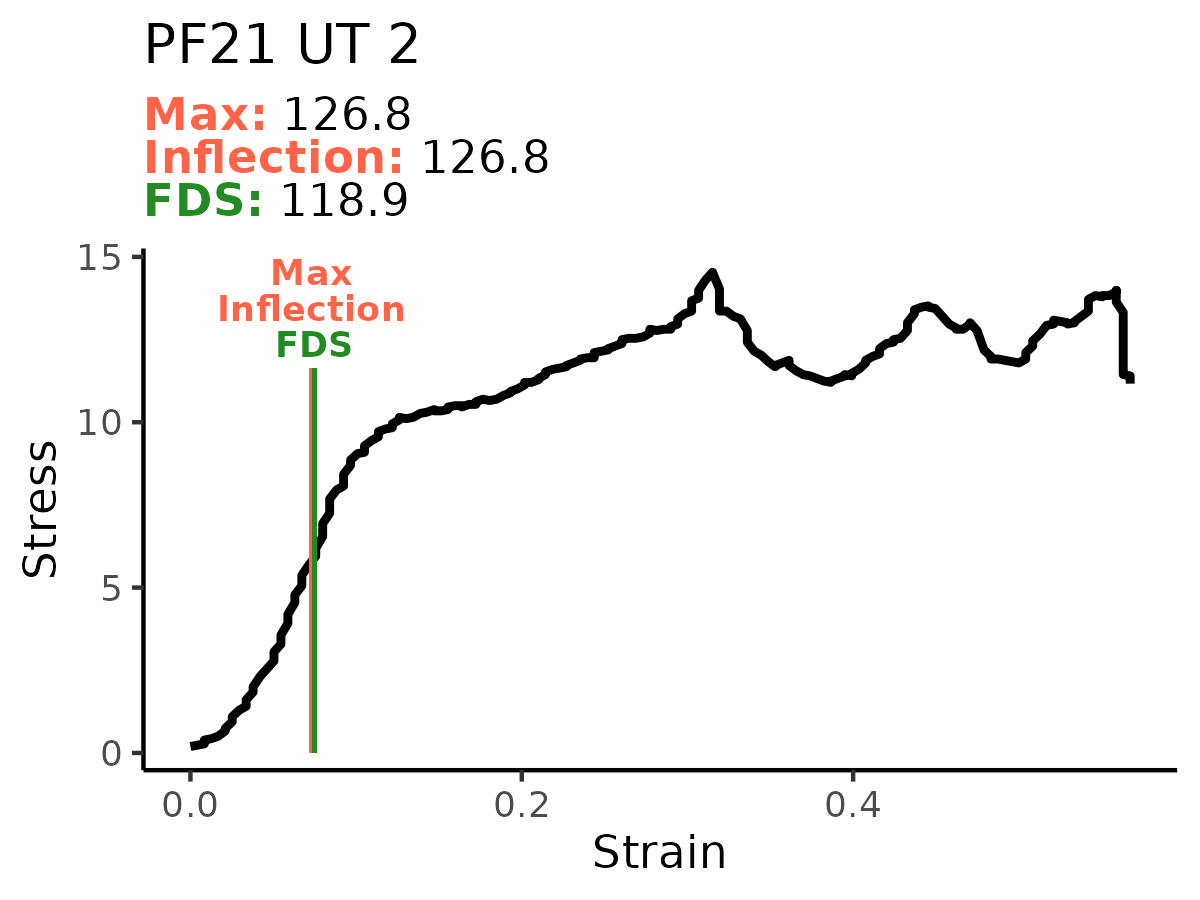 PF21 UT 2
Max: 126.8
Inflection: 126.8
FDS: 118.9
15
Max
Inflection
FDS
10
Stress
5
0
0.0 0.2 0.4
Strain